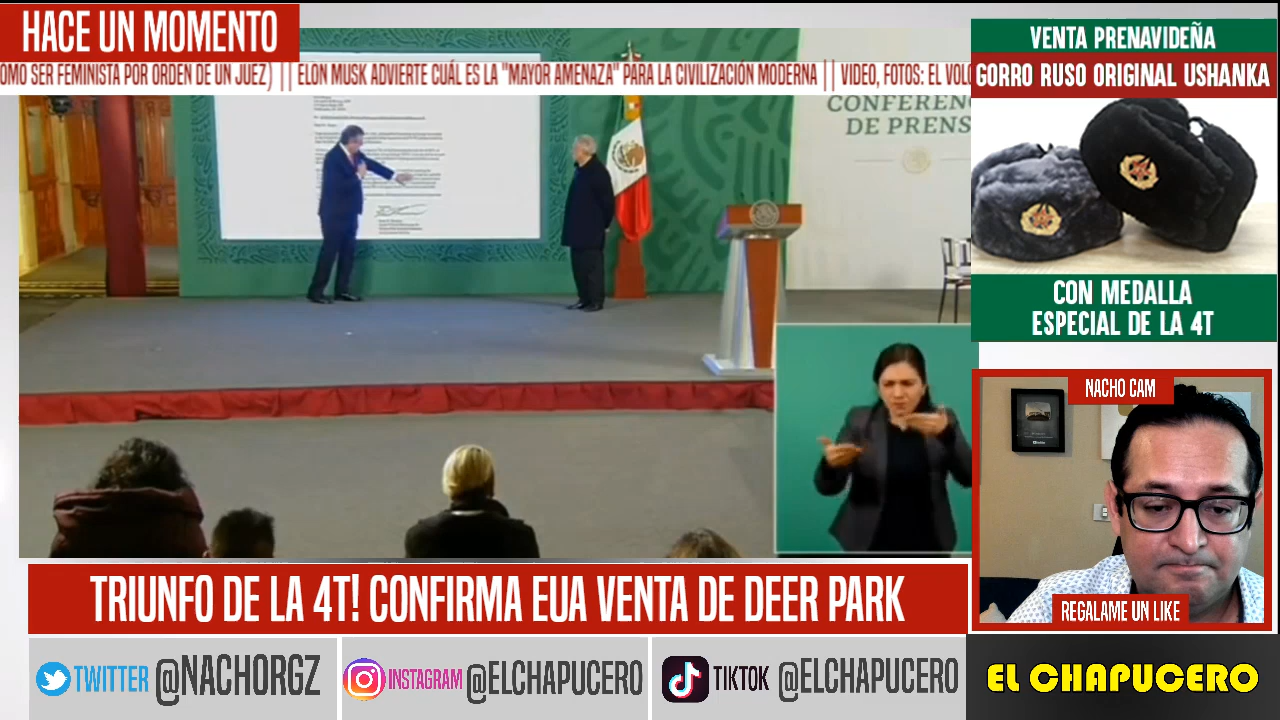 HACE UN MOMENTO
OMO SER FEMINISTA POR ORDEN DE UN JUEZ) || ELON MUSK ADVIERTE CUÁL ES LA "MAYOR AMENAZA" PARA LA CIVILIZACIÓN MODERNA || VIDEO, FOTOS: EL VOLC
CONFERENC
DE PRENS
VENTA PRENAVIDEÑA
GORRO RUSO ORIGINAL USHANKA
CON MEDALLA
ESPECIAL DE LA 4T
NACHO CAM
REGALAME UN LIKE
TRIUNFO DE LA 4T! CONFIRMA EUA VENTA DE DEER PARK
TWITTER @NACHORGZ
INSTAGRAM @ELCHAPUCERO
TIKTOK @ELCHAPUCERO
EL CHAPUCERO